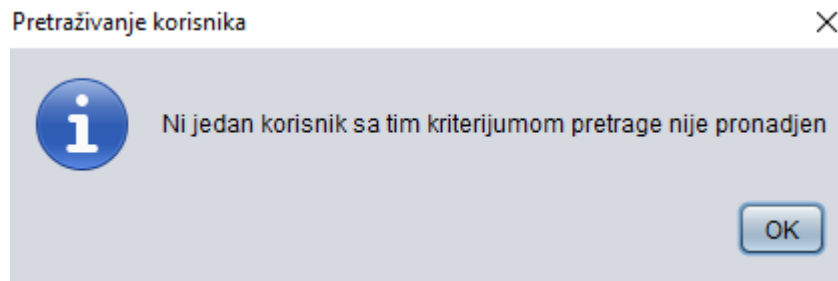 Pretraživanje korisnika
Ni jedan korisnik sa tim kriterijumom pretrage nije pronadjen
OK